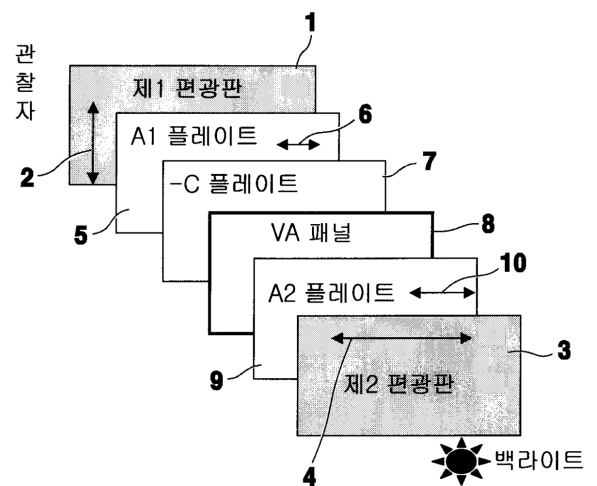 1
관찰자
제1 편광판
2
A1 플레이트
6
5
-C 플레이트
7
VA 패널
8
A2 플레이트
10
9
3
제2 편광판
4
백라이트